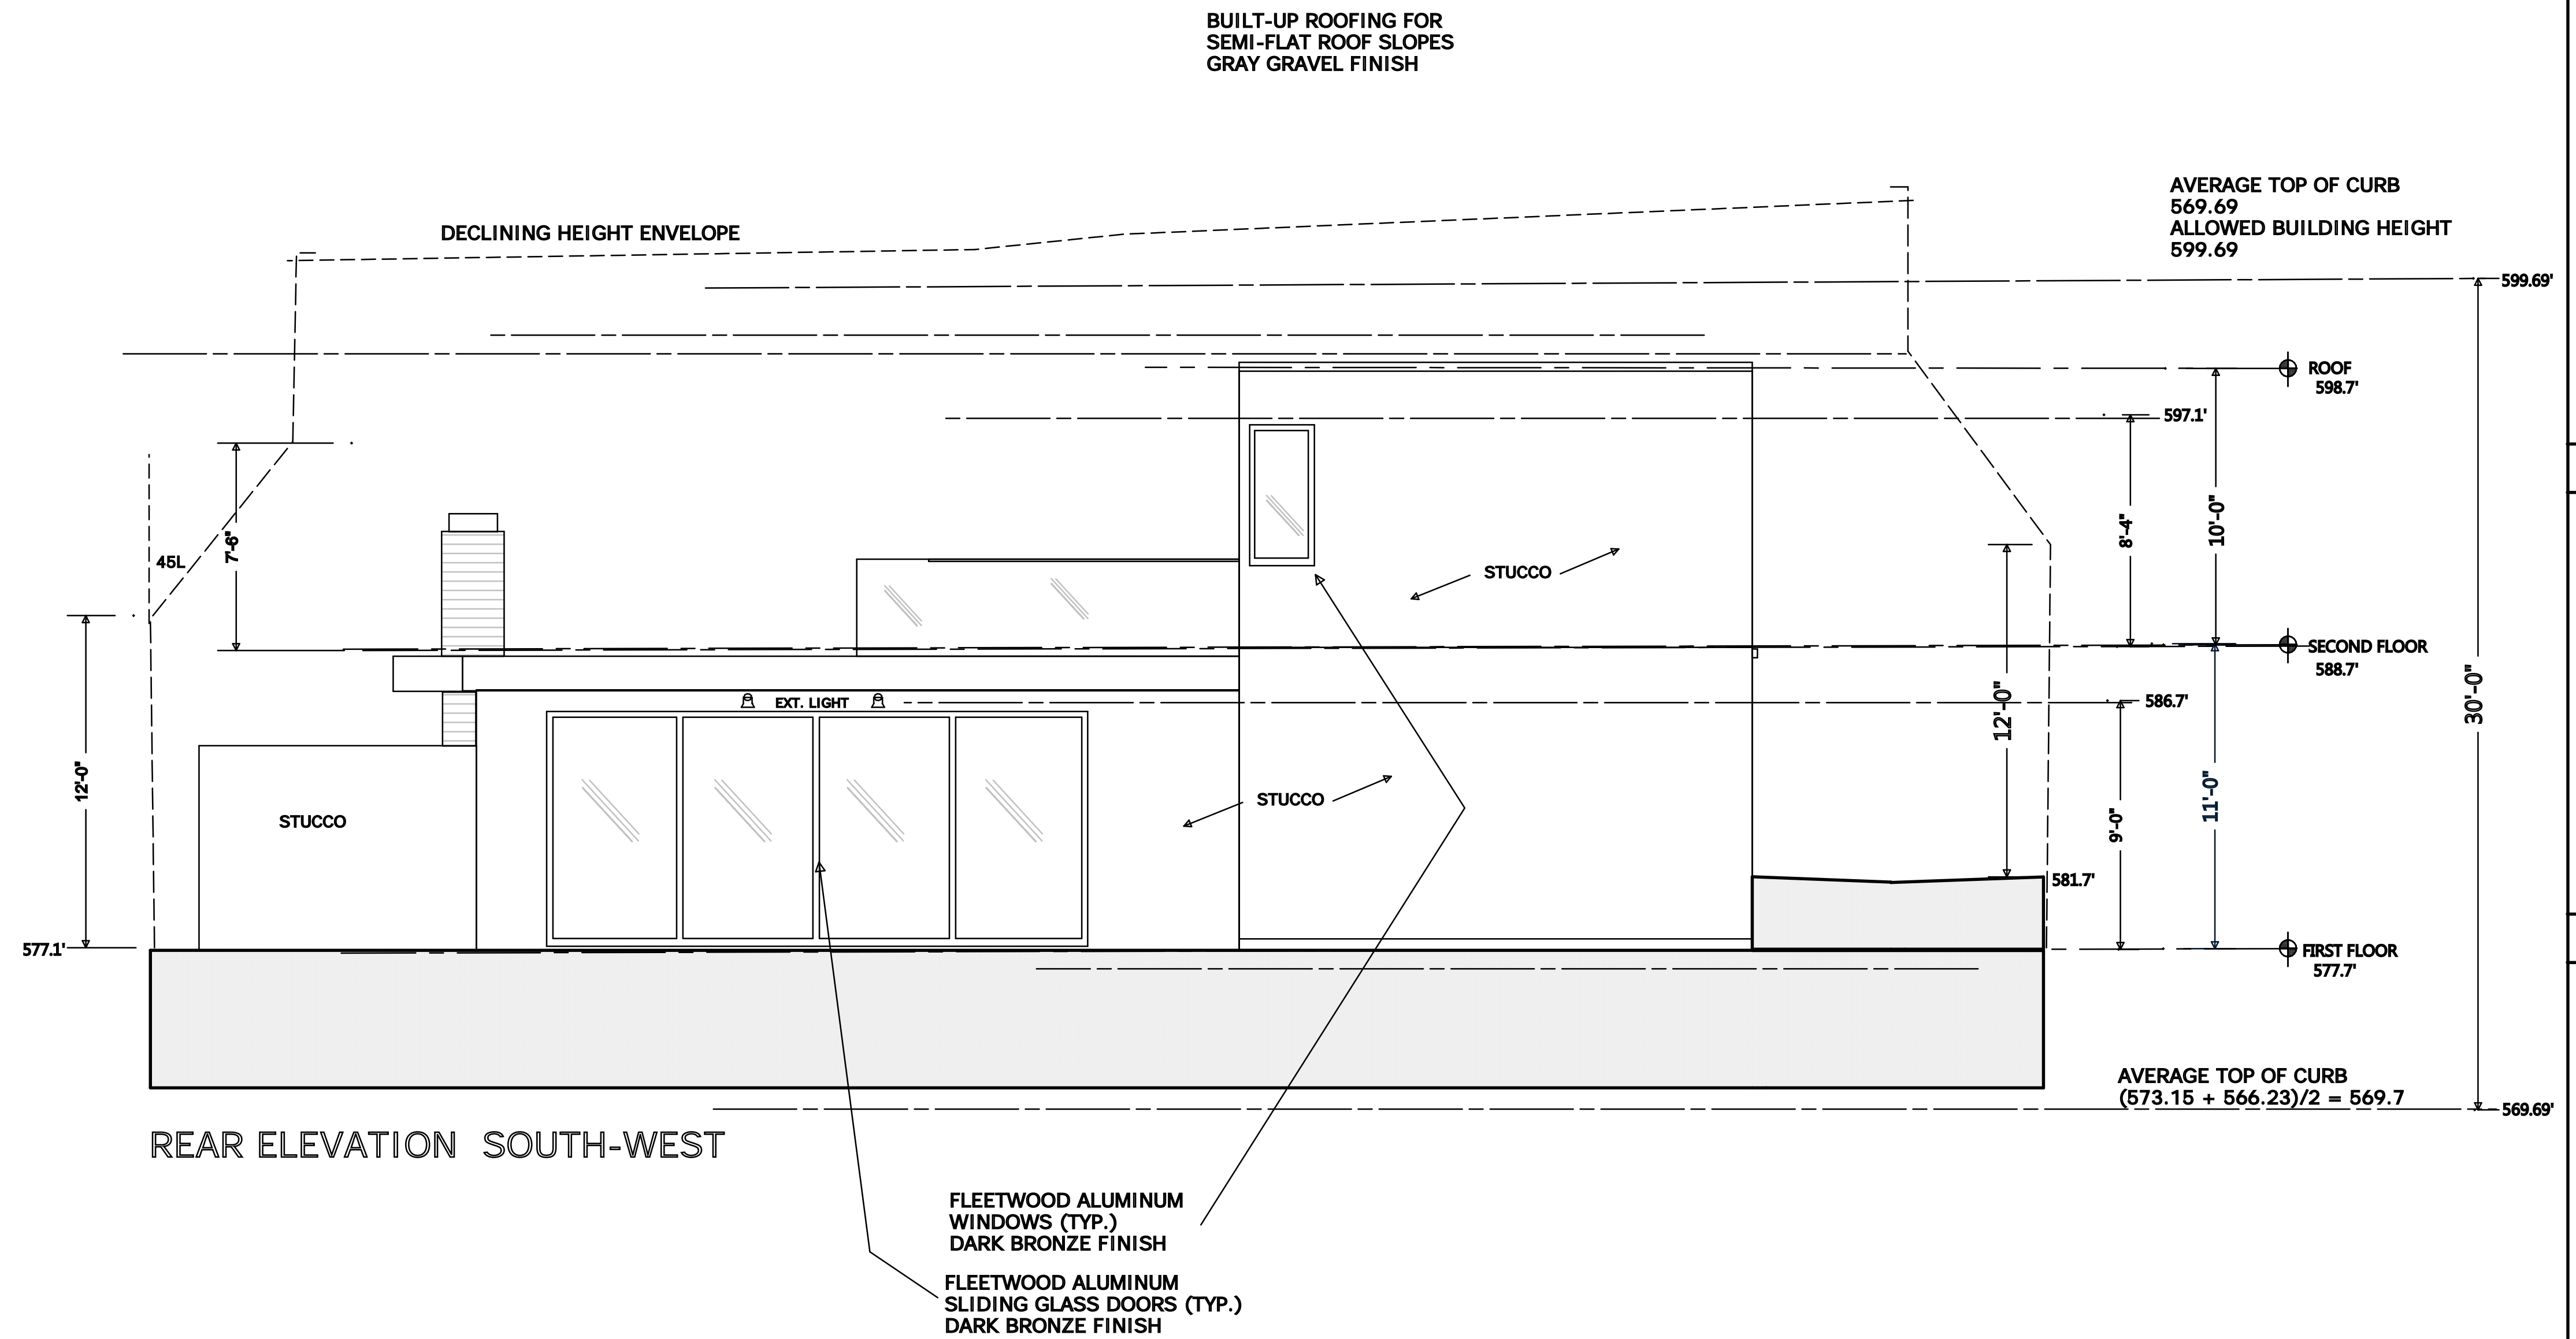 BUILT-UP ROOFING FOR
SEMI-FLAT ROOF SLOPES
GRAY GRAVEL FINISH
AVERAGE TOP OF CURB
569.69
ALLOWED BUILDING HEIGHT
599.69
DECLINING HEIGHT ENVELOPE
599.69'
ROOF
598.7'
597.1'
8'-4"
10'-0"
7'-6"
45L
STUCCO
SECOND FLOOR
588.7'
586.7'
EXT. LIGHT
12'-0"
30'-0"
12'-0"
11'-0"
9'-0"
STUCCO
STUCCO
581.7'
577.1'
FIRST FLOOR
577.7'
AVERAGE TOP OF CURB
(573.15 + 566.23)/2 = 569.7
569.69'
REAR ELEVATION SOUTH-WEST
FLEETWOOD ALUMINUM
WINDOWS (TYP.)
DARK BRONZE FINISH
FLEETWOOD ALUMINUM
SLIDING GLASS DOORS (TYP.)
DARK BRONZE FINISH